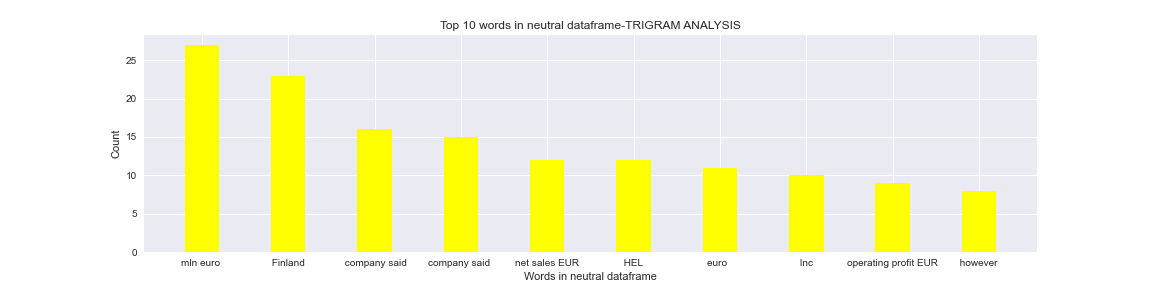 Top 10 words in neutral dataframe-TRIGRAM ANALYSIS
Count
25
20
15
10
5
0
mln euro Finland company said company said net sales EUR HEL euro Inc operating profit EUR however
Words in neutral dataframe